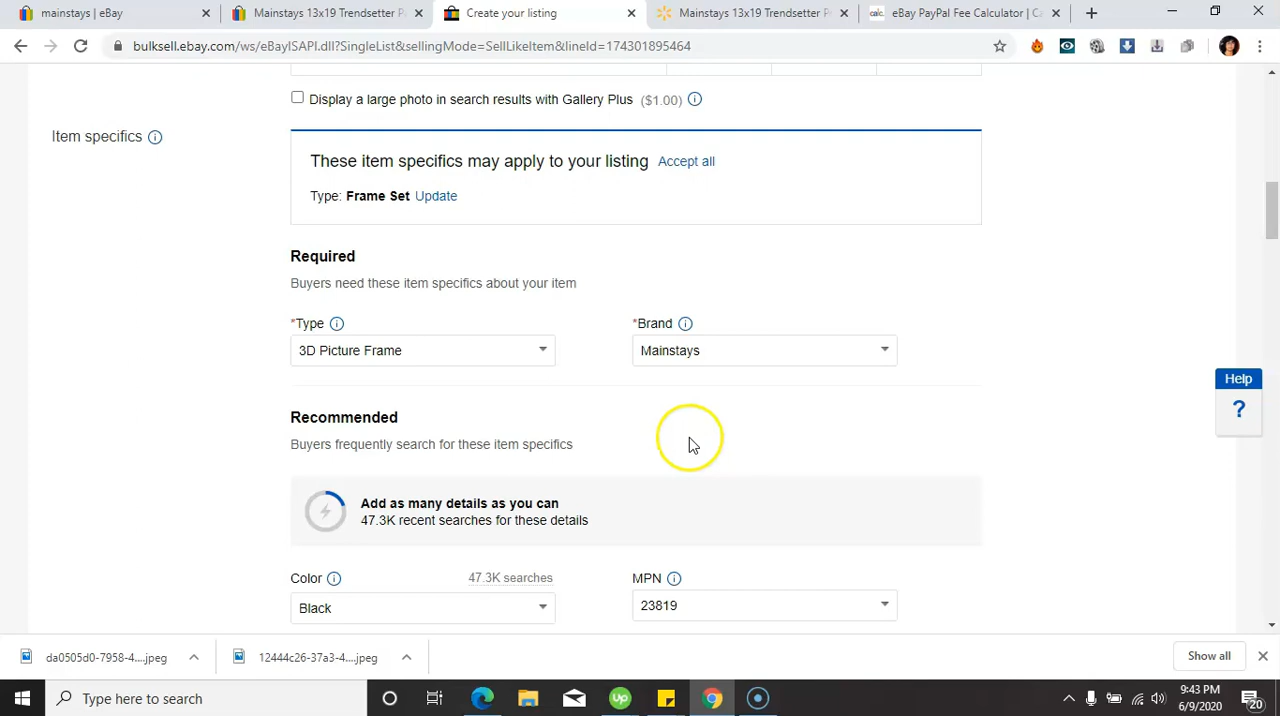 mainstays | eBay
Mainstays 13x19 Trendsetter P
Create your listing
Mainstays 13x19 Trendsetter P
eBay PayPal Fee Calculator | C
bulksell.ebay.com/ws/eBayISAPI.dll?SingleList&sellingMode=SellLikeItem&lineId=174301895464
Display a large photo in search results with Gallery Plus ($1.00)
Item specifics
These item specifics may apply to your listing Accept all
Type: Frame Set Update
Required
Buyers need these item specifics about your item
*Type
*Brand
3D Picture Frame
Mainstays
Help
?
Recommended
Buyers frequently search for these item specifics
Add as many details as you can
47.3K recent searches for these details
Color
47.3K searches
MPN
Black
23819
da0505d0-7958-4....jpeg
12444c26-37a3-4....jpeg
Show all
Type here to search
Up
9:43 PM
6/9/2020
20